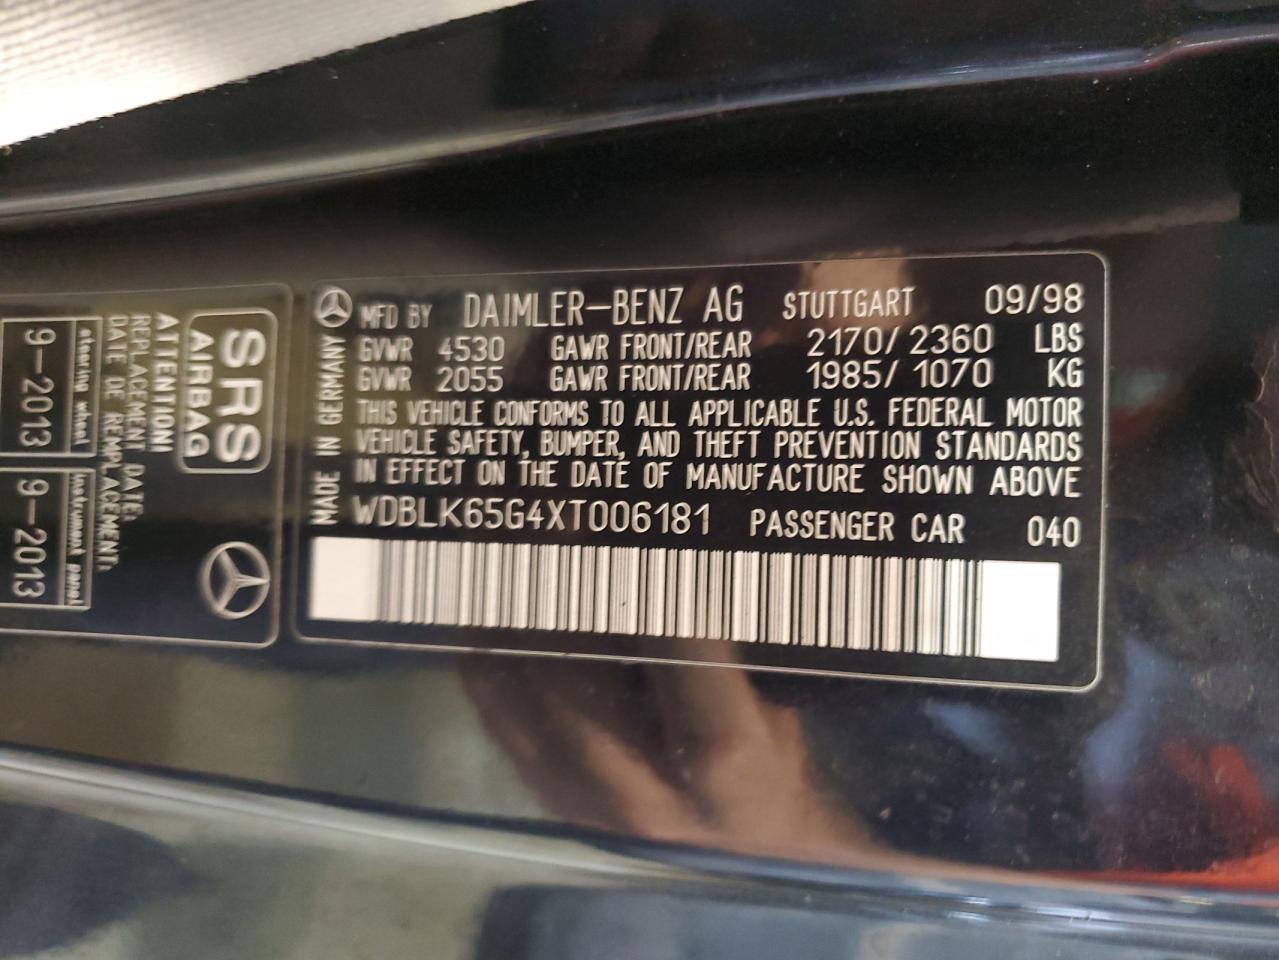 MFD BY DAIMLER-BENZ AG STUTTGART 09/98
GVWR 4530 GAWR FRONT/REAR 2170/2360 LBS
GVWR 2055 GAWR FRONT/REAR 1985/1070 KG
THIS VEHICLE CONFORMS TO ALL APPLICABLE U.S. FEDERAL MOTOR
VEHICLE SAFETY, BUMPER, AND THEFT PREVENTION STANDARDS
IN EFFECT ON THE DATE OF MANUFACTURE SHOWN ABOVE
WDBLK65G4XT006181 PASSENGER CAR 040
MADE IN GERMANY
SRS
AIRBAG
ATTENTION!
REPLACEMENT DATE:
DATE DE REMPLACEMENT:
steering wheel
9-2013
instrument panel
9-2013